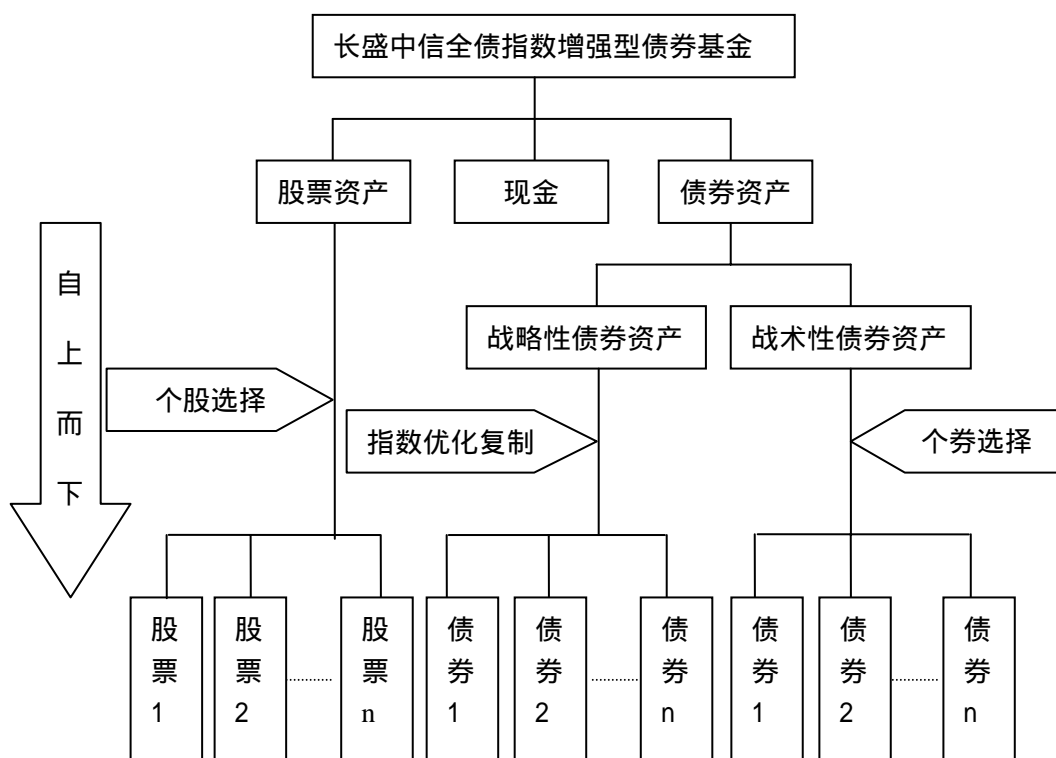 长盛中信全债指数增强型债券基金
股票资产
现金
债券资产
自上而下
战略性债券资产
战术性债券资产
个股选择
指数优化复制
个券选择
股票1
股票2
股票n
债券1
债券2
债券n
债券1
债券2
债券n